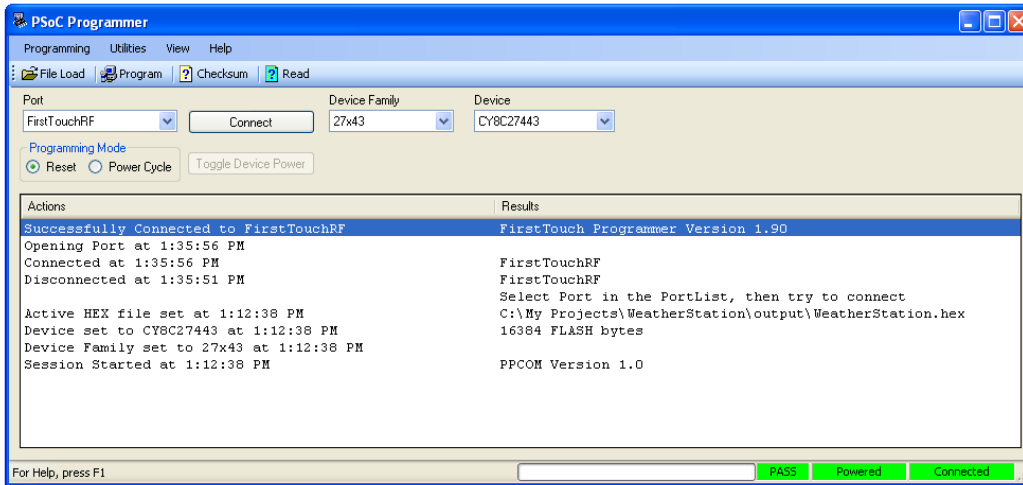 PSoC Programmer
Programming Utilities View Help
File Load Program Checksum Read
Port Device Family Device
FirstTouchRF Connect 27x43 CY8C27443
Programming Mode
Reset Power Cycle Toggle Device Power
Actions Results
Successfully Connected to FirstTouchRF FirstTouch Programmer Version 1.90
Opening Port at 1:35:56 PM
Connected at 1:35:56 PM FirstTouchRF
Disconnected at 1:35:51 PM FirstTouchRF
Select Port in the PortList, then try to connect
Active HEX file set at 1:12:38 PM C:\My Projects\WeatherStation\output\WeatherStation.hex
Device set to CY8C27443 at 1:12:38 PM 16384 FLASH bytes
Device Family set to 27x43 at 1:12:38 PM
Session Started at 1:12:38 PM PPCOM Version 1.0
For Help, press F1 PASS Powered Connected